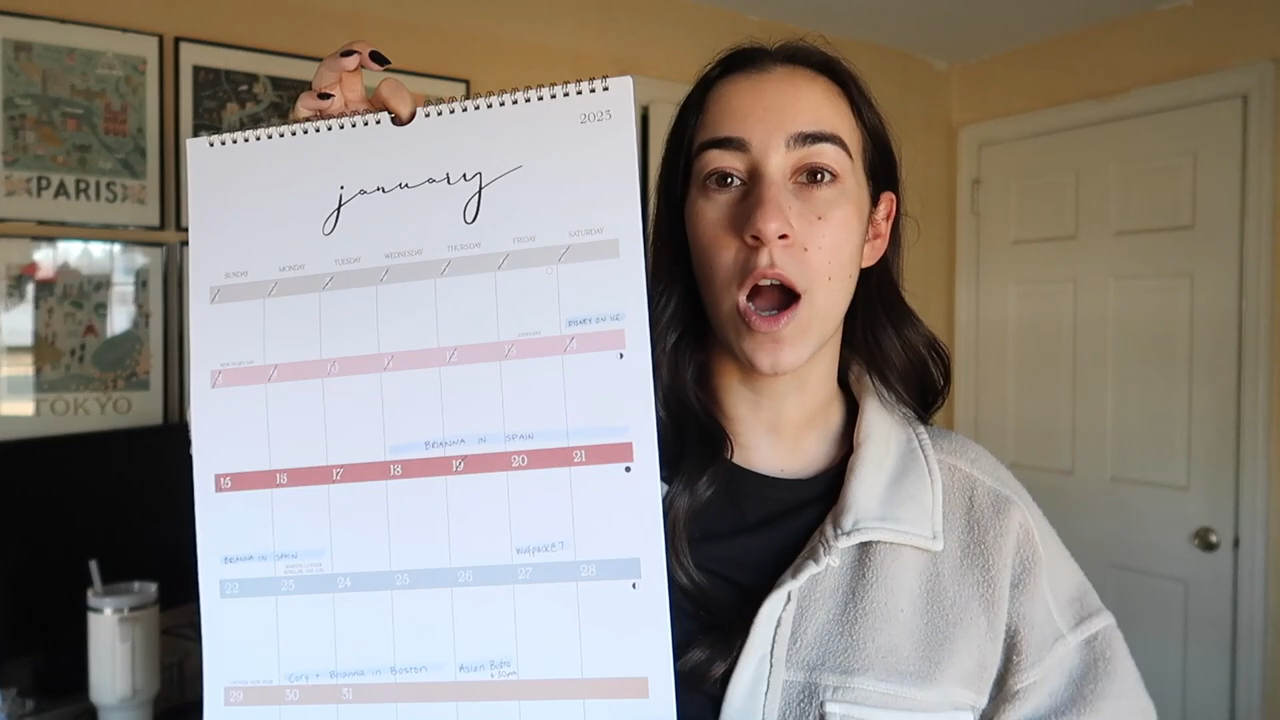 PARIS
TOKYO
2023
january
SUNDAY MONDAY TUESDAY WEDNESDAY THURSDAY FRIDAY SATURDAY
DISNEY ON ICE
BRIANNA IN SPAIN
15 16 17 18 19 20 21
BRIANNA IN SPAIN
22 23 24 25 26 27 28
Cory + Brianna in Boston Asian Bistro
6:30pm
29 30 31